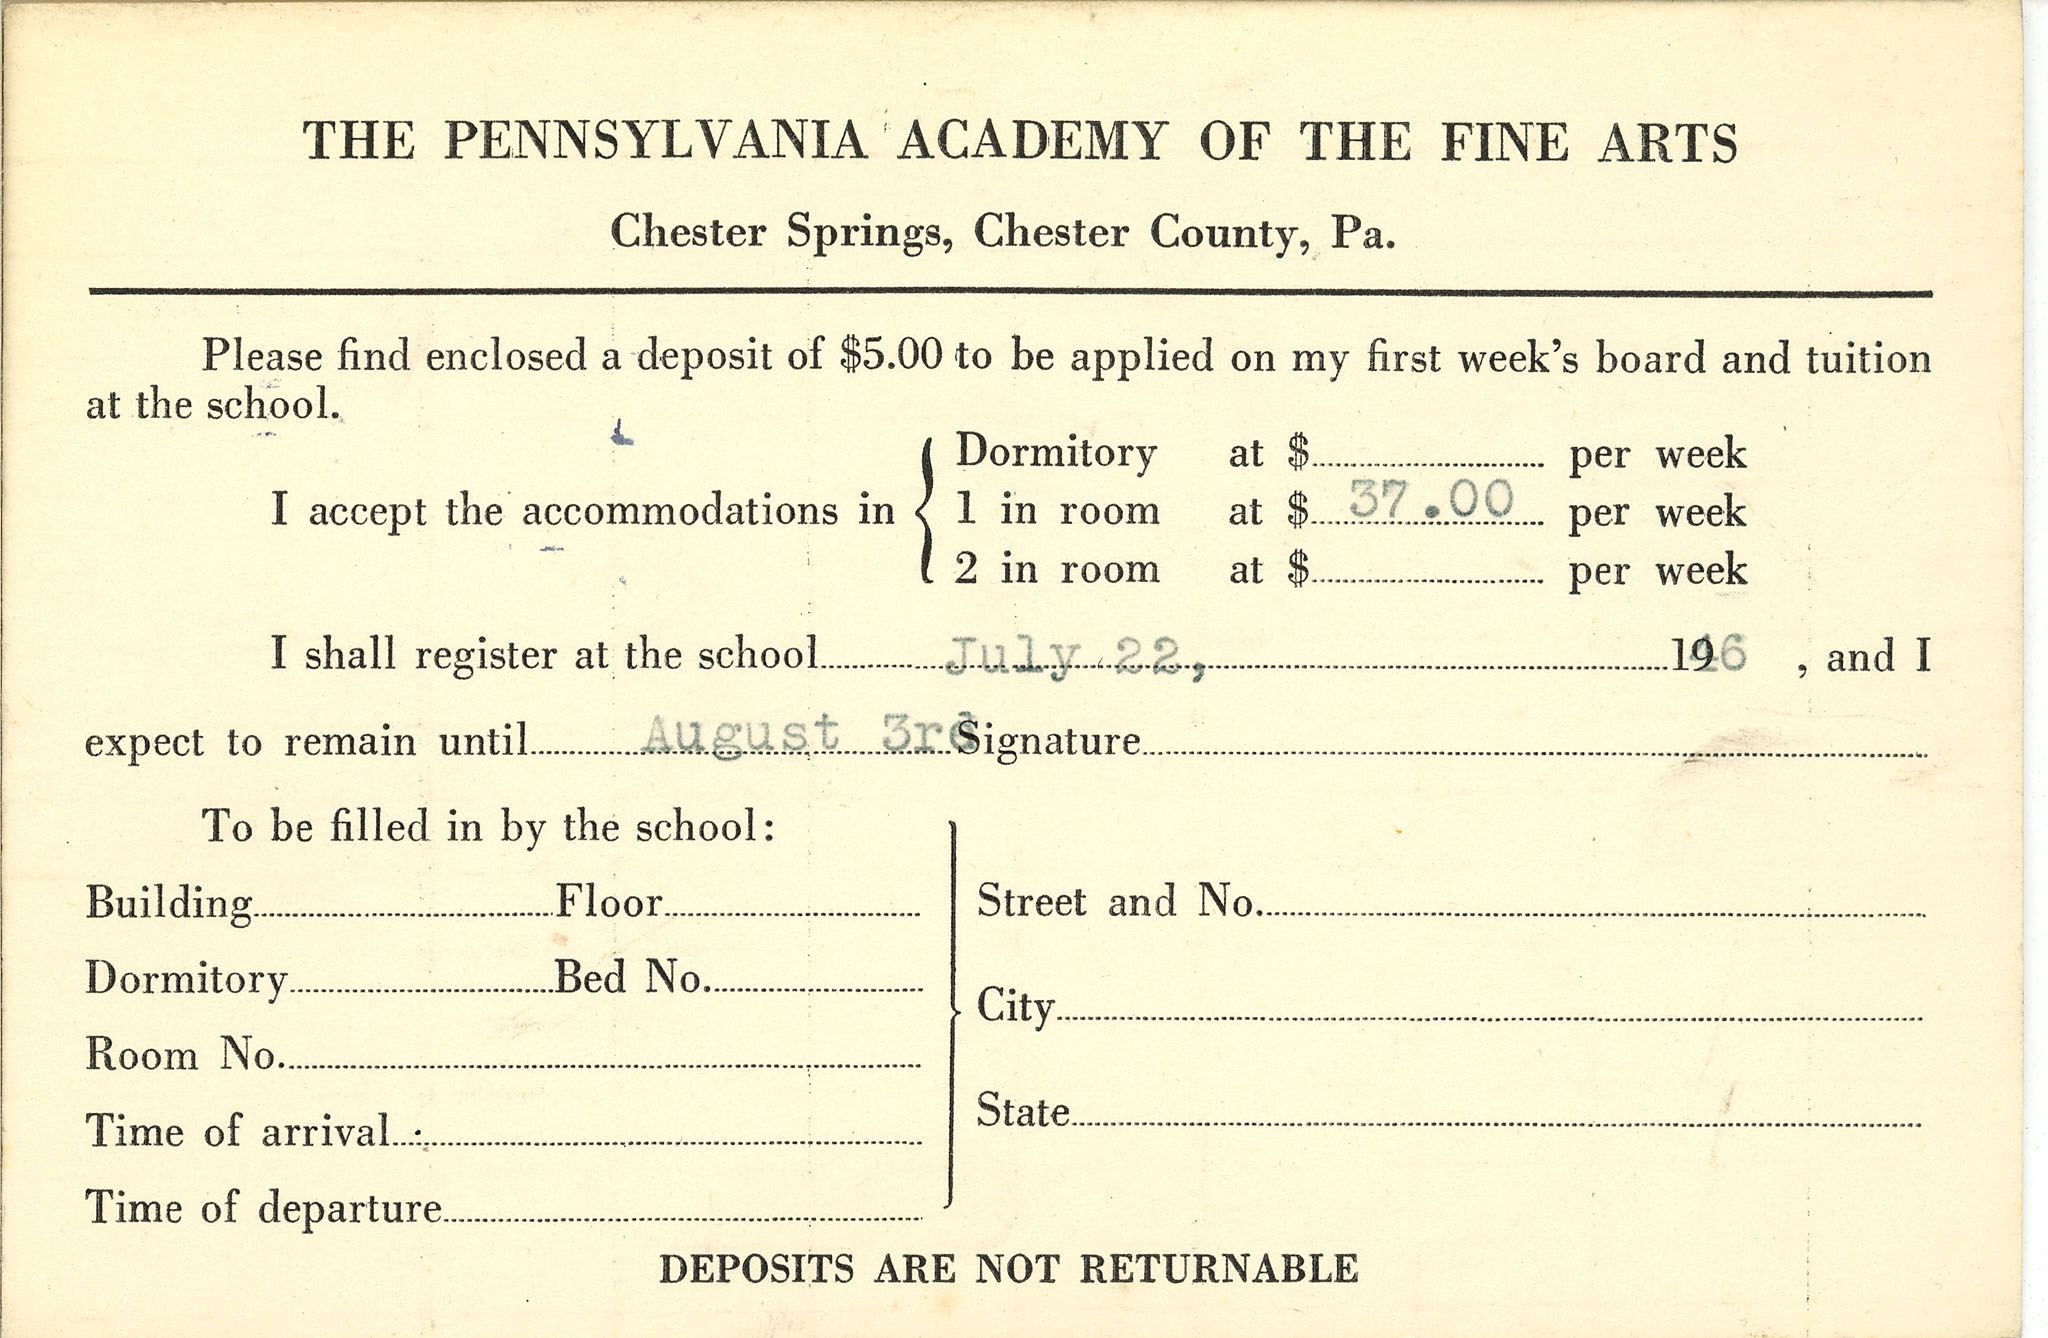 THE PENNSYLVANIA ACADEMY OF THE FINE ARTS
Chester Springs, Chester County, Pa.
Please find enclosed a deposit of $5.00 to be applied on my first week's board and tuition
at the school.
Dormitory at $ per week
I accept the accommodations in 1 in room at $ 37.00 per week
2 in room at $ per week
I shall register at the school July 22, 1946 , and I
expect to remain until August 3rd Signature
To be filled in by the school:
Building Floor
Dormitory Bed No.
Room No.
Time of arrival
Time of departure
Street and No.
City
State
DEPOSITS ARE NOT RETURNABLE